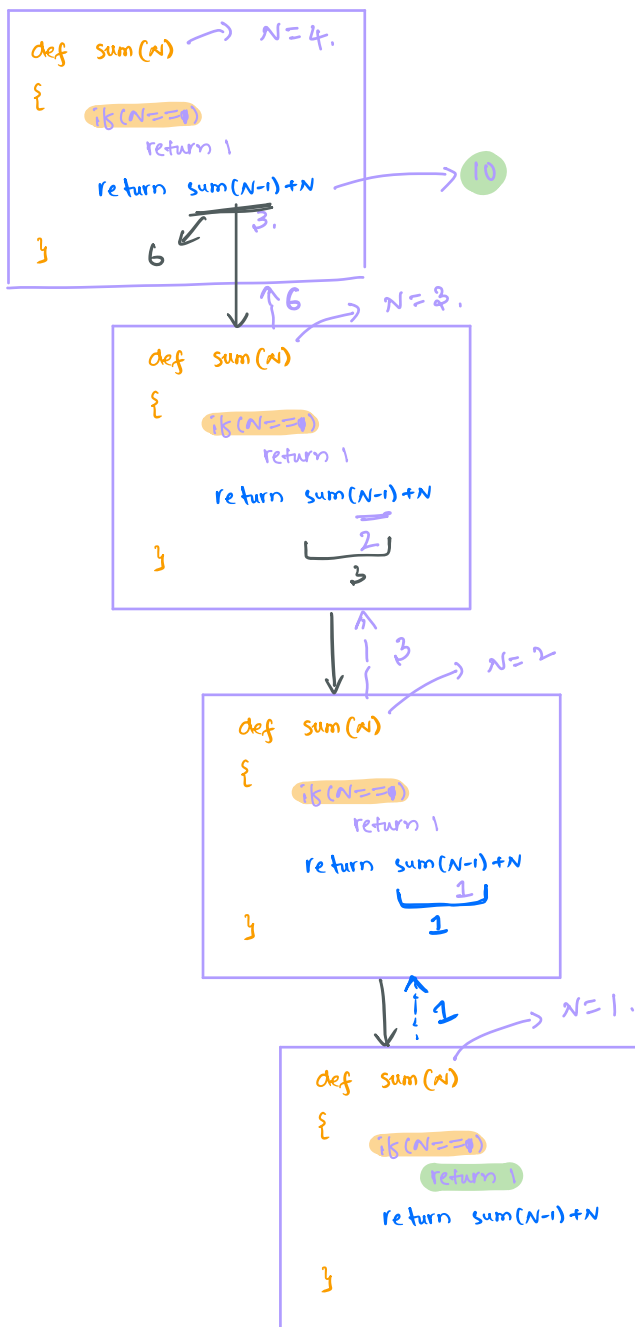 def sum(N) N=4.
{
if(N==1)
return 1
return sum(N-1)+N 10
3.
6
}
6 N=3.
def sum(N)
{
if(N==1)
return 1
return sum(N-1)+N
2
}
3
3 N=2
def sum(N)
{
if(N==1)
return 1
return sum(N-1)+N
1
}
1
1 N=1.
def sum(N)
{
if(N==1)
return 1
return sum(N-1)+N
}